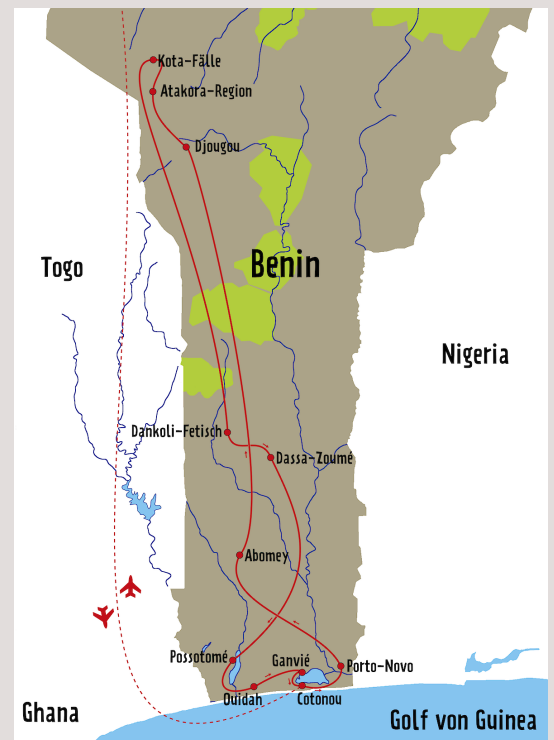 Kota-Fälle
Atakora-Region
Djougou
Togo
Benin
Nigeria
Dankoli-Fetisch
Dassa-Zoumé
Abomey
Possotomé
Ganvié
Porto-Novo
Ouidah
Cotonou
Ghana
Golf von Guinea